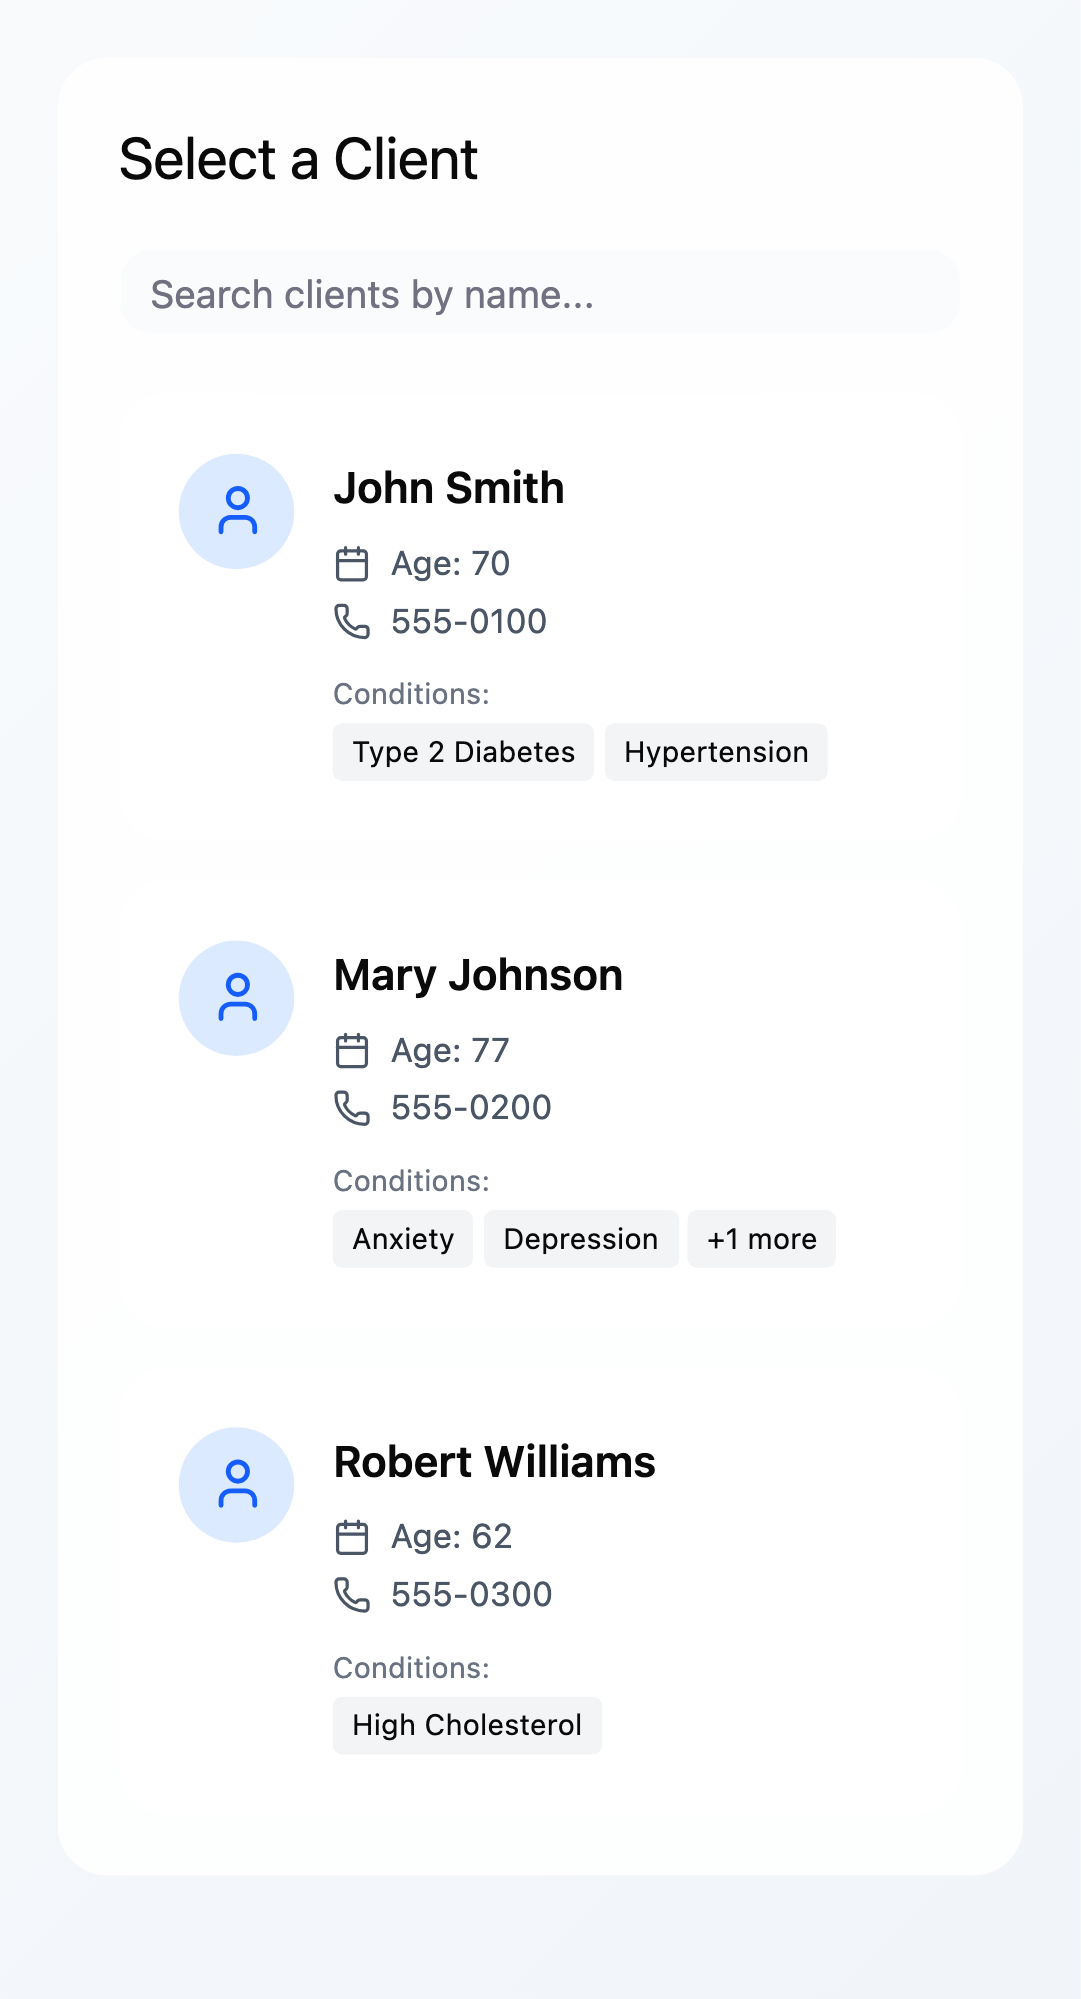 Select a Client
Search clients by name...
John Smith
Age: 70
555-0100
Conditions:
Type 2 Diabetes Hypertension
Mary Johnson
Age: 77
555-0200
Conditions:
Anxiety Depression +1 more
Robert Williams
Age: 62
555-0300
Conditions:
High Cholesterol